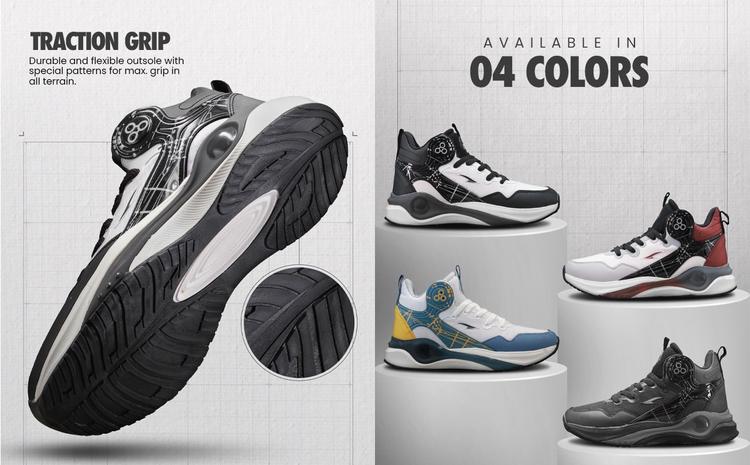 TRACTION GRIP
Durable and flexible outsole with
special patterns for max. grip in
all terrain.
AVAILABLE IN
04 COLORS